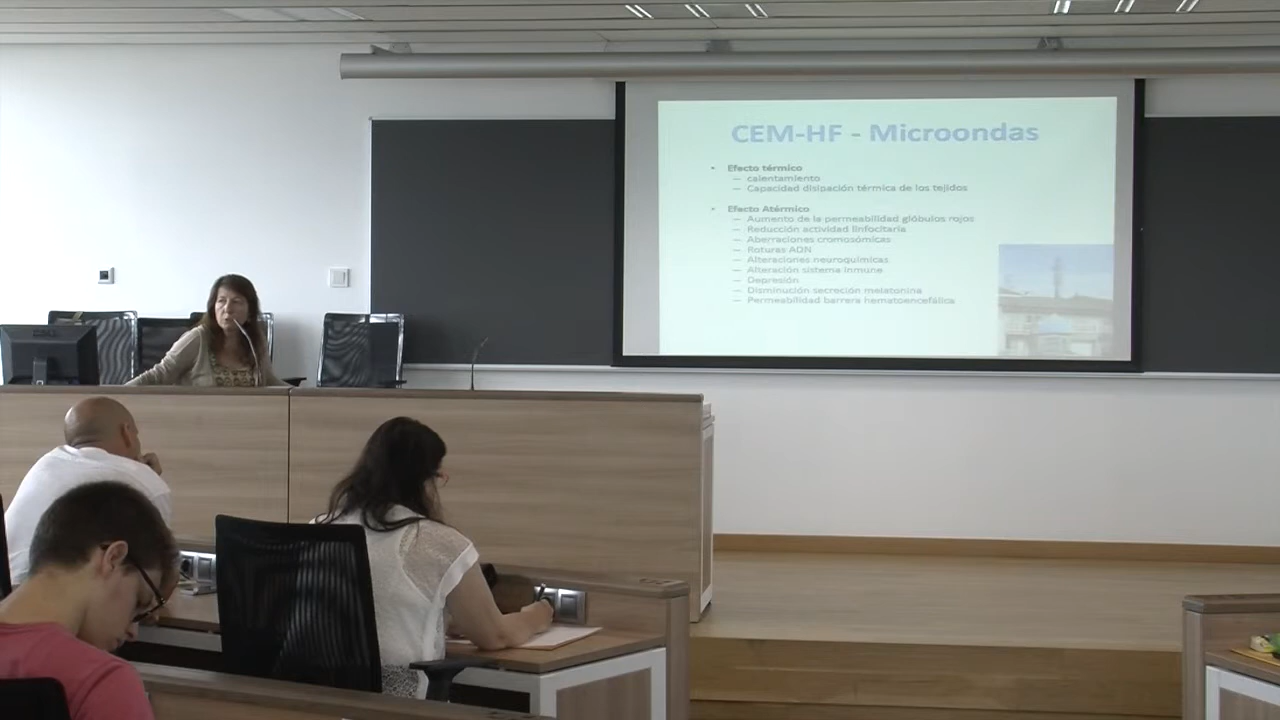 CEM-HF - Microondas
• Efecto térmico
– calentamiento
– Capacidad disipación térmica de los tejidos
• Efecto Atérmico
– Aumento de la permeabilidad glóbulos rojos
– Reducción actividad linfocitaria
– Aberraciones cromosómicas
– Roturas ADN
– Alteraciones neuroquímicas
– Alteración sistema inmune
– Depresión
– Disminución secreción melatonina
– Permeabilidad barrera hematoencefálica